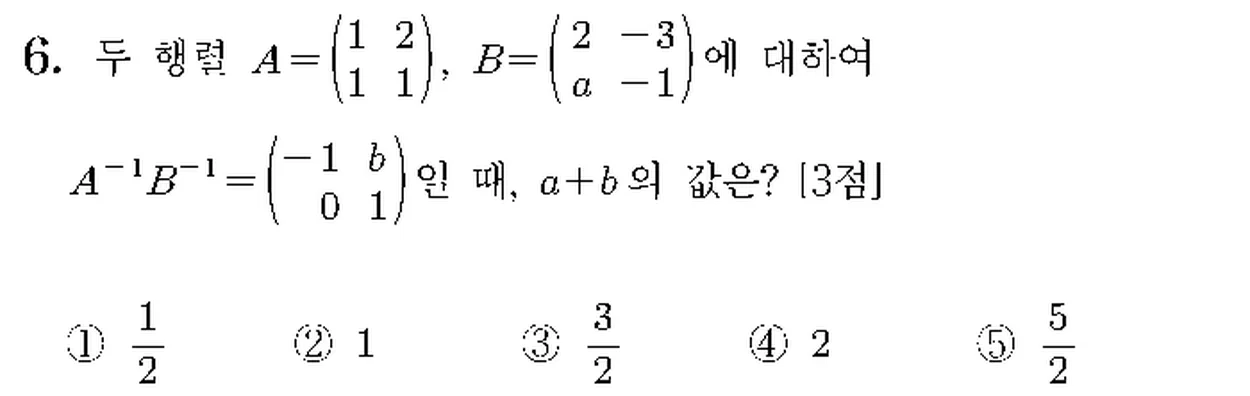 6. 두 행렬 A=(1 2; 1 1), B=(2 -3; a -1)에 대하여
A⁻¹B⁻¹=(-1 b; 0 1)일 때, a+b의 값은? [3점]
① 1/2 ② 1 ③ 3/2 ④ 2 ⑤ 5/2